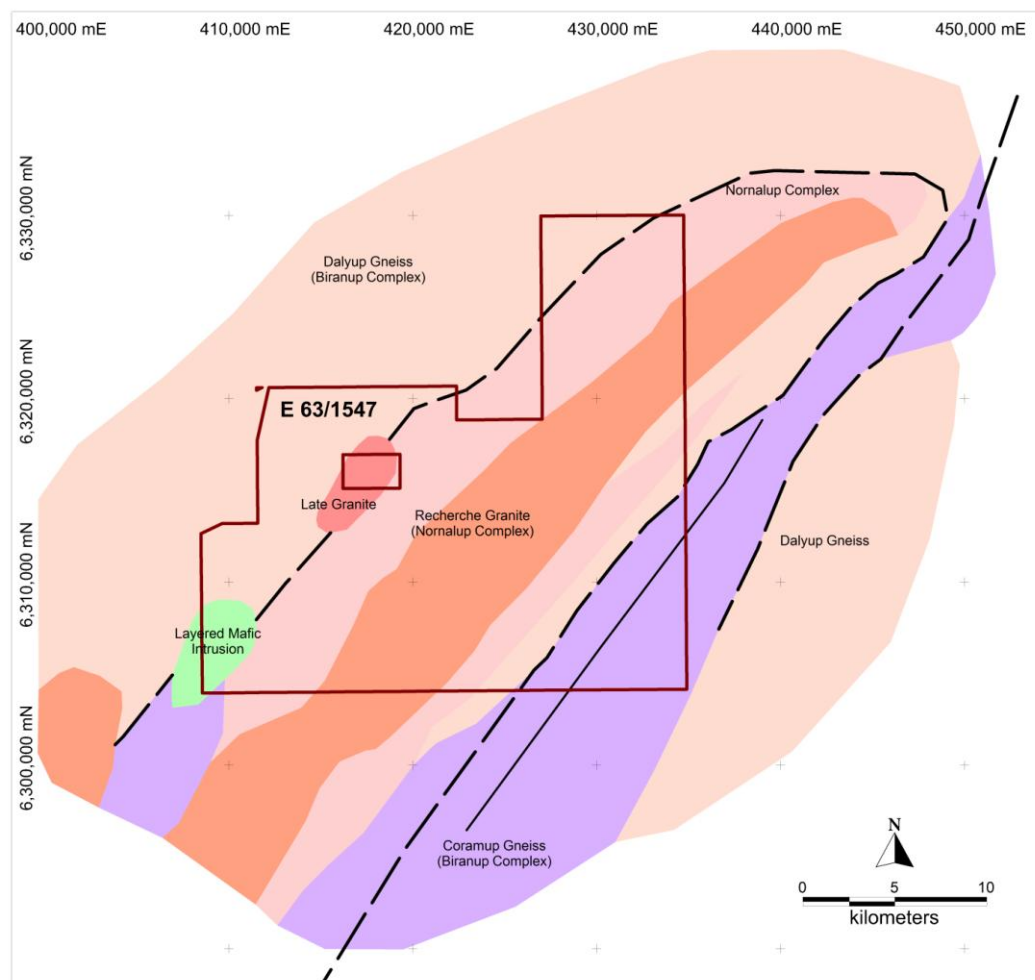 400,000 mE
410,000 mE
420,000 mE
430,000 mE
440,000 mE
450,000 mE
6,330,000 mN
6,320,000 mN
6,310,000 mN
6,300,000 mN
Nornalup Complex
Dalyup Gneiss
(Biranup Complex)
E 63/1547
Late Granite
Recherche Granite
(Nornalup Complex)
Dalyup Gneiss
Layered Mafic
Intrusion
Coramup Gneiss
(Biranup Complex)
N
0
5
10
kilometers